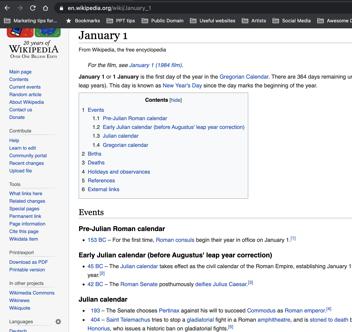 en.wikipedia.org/wiki/January_1
Marketing tips for...
Bookmarks
PPT tips
Public Domain
Useful websites
Artists
Social Media
Awesome
20 years of
WIKIPEDIA
OVER ONE BILLION EDITS
Main page
Contents
Current events
Random article
About Wikipedia
Contact us
Donate
Contribute
Help
Learn to edit
Community portal
Recent changes
Upload file
Tools
What links here
Related changes
Special pages
Permanent link
Page information
Cite this page
Wikidata item
Print/export
Download as PDF
Printable version
In other projects
Wikimedia Commons
Wikinews
Wikiquote
Languages
Deutsch
January 1
From Wikipedia, the free encyclopedia
For the film, see January 1 (1984 film).
January 1 or 1 January is the first day of the year in the Gregorian Calendar. There are 364 days remaining
leap years). This day is known as New Year's Day since the day marks the beginning of the year.
Contents [hide]
1 Events
1.1 Pre-Julian Roman calendar
1.2 Early Julian calendar (before Augustus' leap year correction)
1.3 Julian calendar
1.4 Gregorian calendar
2 Births
3 Deaths
4 Holidays and observances
5 References
6 External links
Events
Pre-Julian Roman calendar
• 153 BC – For the first time, Roman consuls begin their year in office on January 1.[1]
Early Julian calendar (before Augustus' leap year correction)
• 45 BC – The Julian calendar takes effect as the civil calendar of the Roman Empire, establishing January 1
year.[2]
• 42 BC – The Roman Senate posthumously deifies Julius Caesar.[3]
Julian calendar
• 193 – The Senate chooses Pertinax against his will to succeed Commodus as Roman emperor.[4]
• 404 – Saint Telemachus tries to stop a gladiatorial fight in a Roman amphitheatre, and is stoned to death
Honorius, who issues a historic ban on gladiatorial fights.[5]